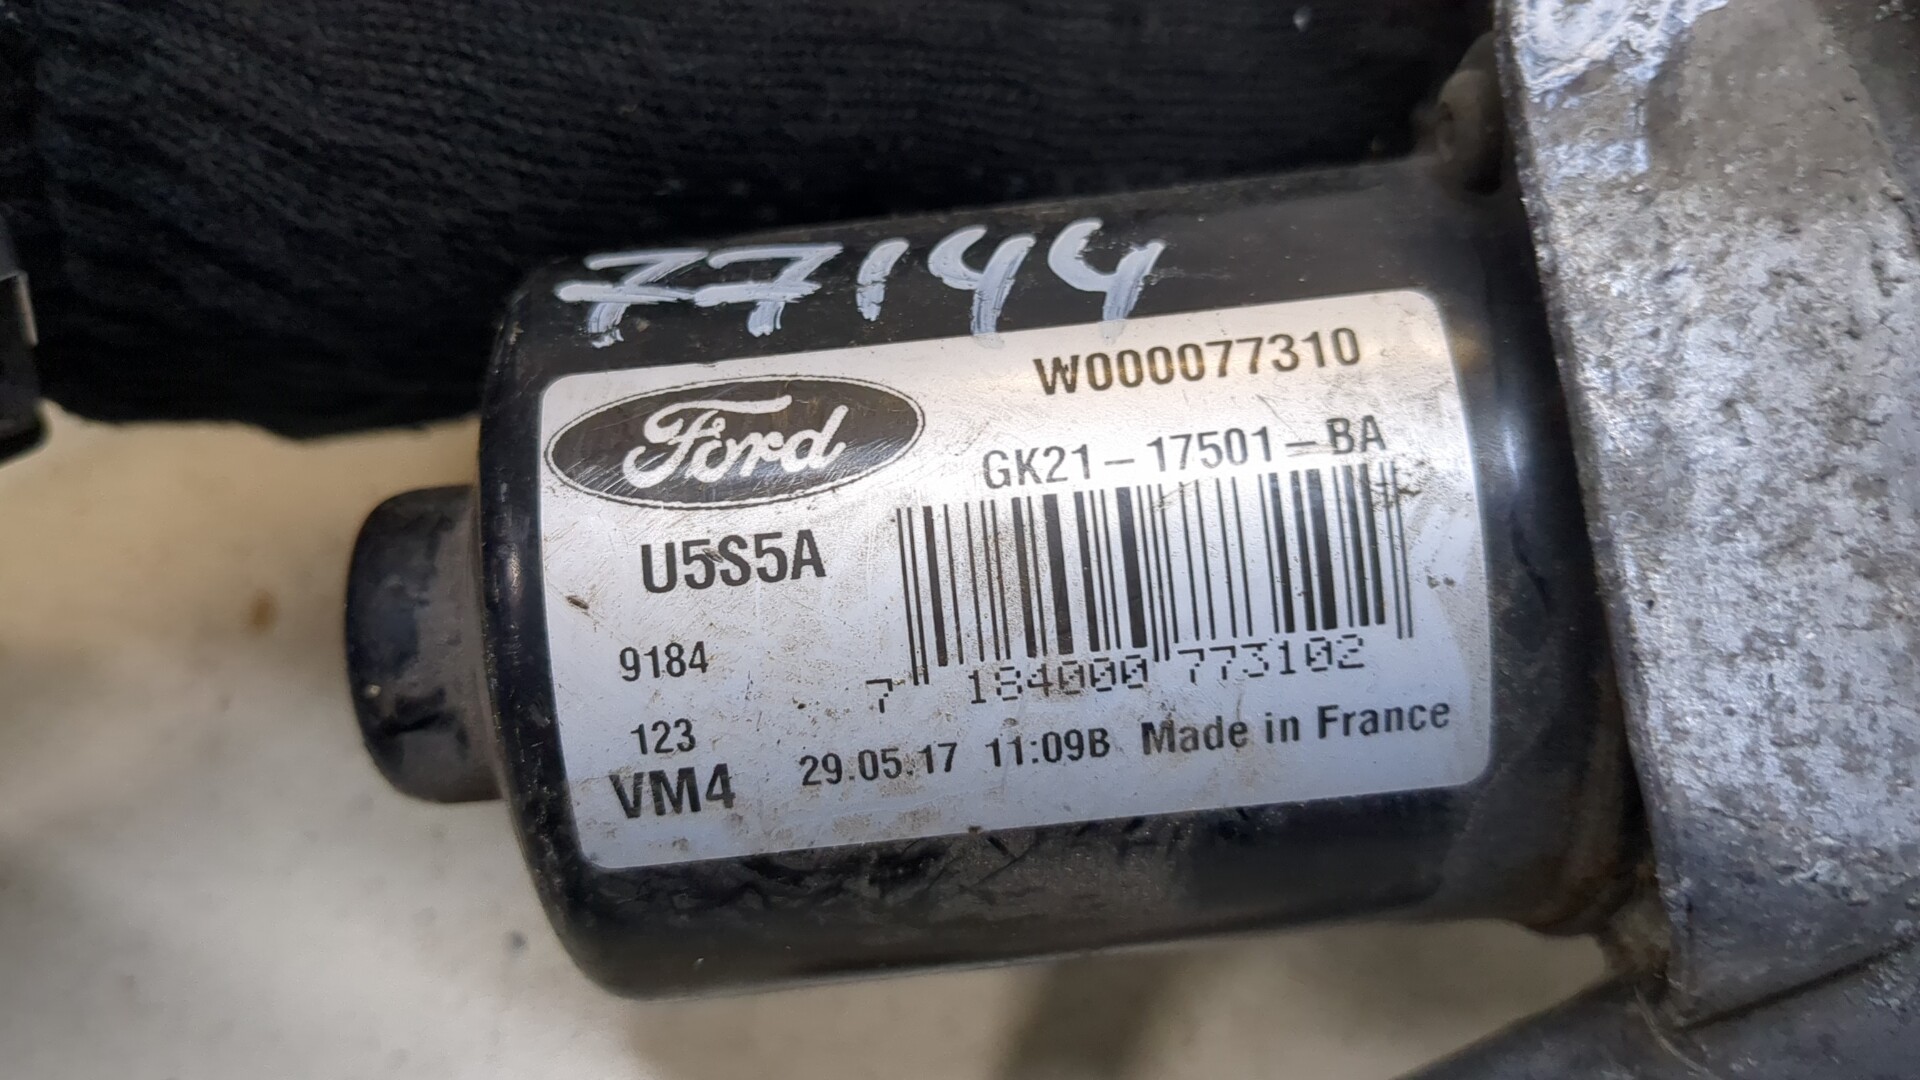 77144
W000077310
Ford
GK21-17501-BA
U5S5A
9184
7 184000 773102
123
29.05.17 11:09B Made in France
VM4